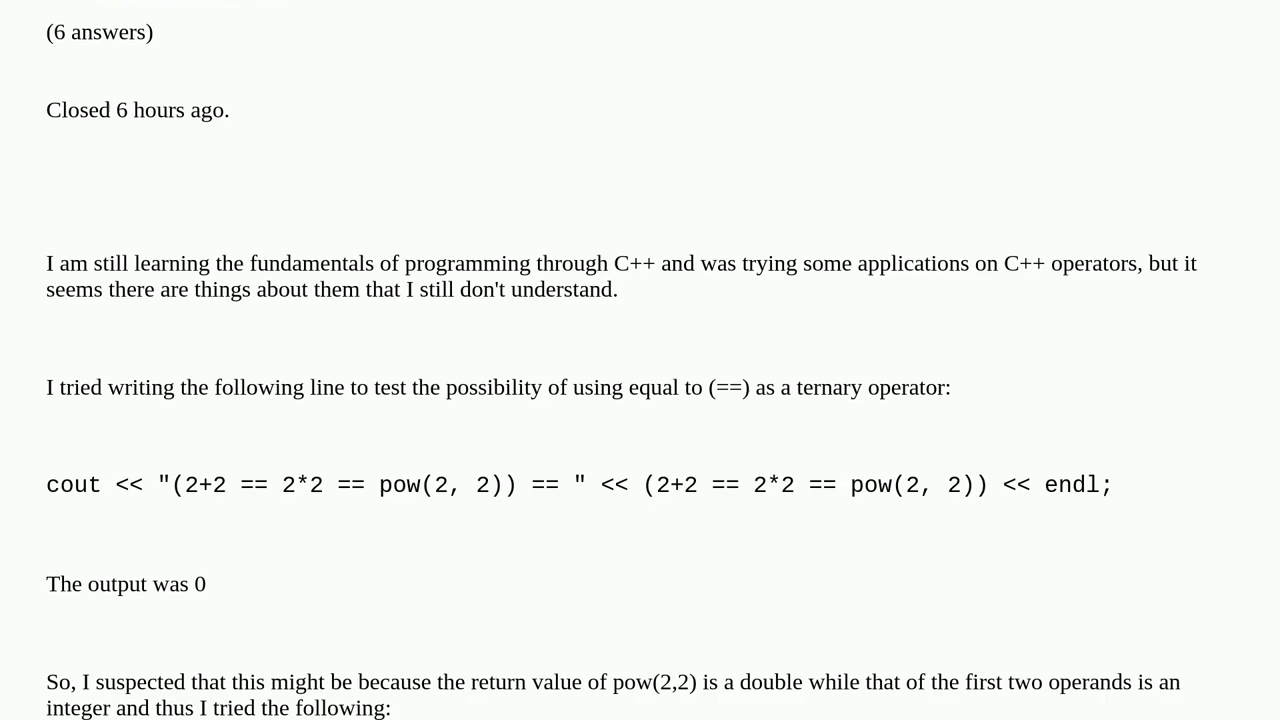 (6 answers)
Closed 6 hours ago.
I am still learning the fundamentals of programming through C++ and was trying some applications on C++ operators, but it
seems there are things about them that I still don't understand.
I tried writing the following line to test the possibility of using equal to (==) as a ternary operator:
cout << "(2+2 == 2*2 == pow(2, 2)) == " << (2+2 == 2*2 == pow(2, 2)) << endl;
The output was 0
So, I suspected that this might be because the return value of pow(2,2) is a double while that of the first two operands is an
integer and thus I tried the following: